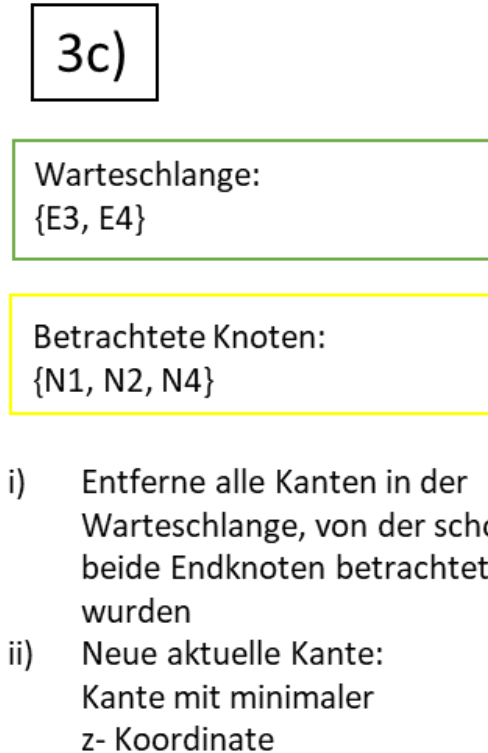 3c)
Warteschlange:
{E3, E4}
Betrachtete Knoten:
{N1, N2, N4}
i) Entferne alle Kanten in der
Warteschlange, von der
beide Endknoten betrachtet
wurden
ii) Neue aktuelle Kante:
Kante mit minimaler
z- Koordinate